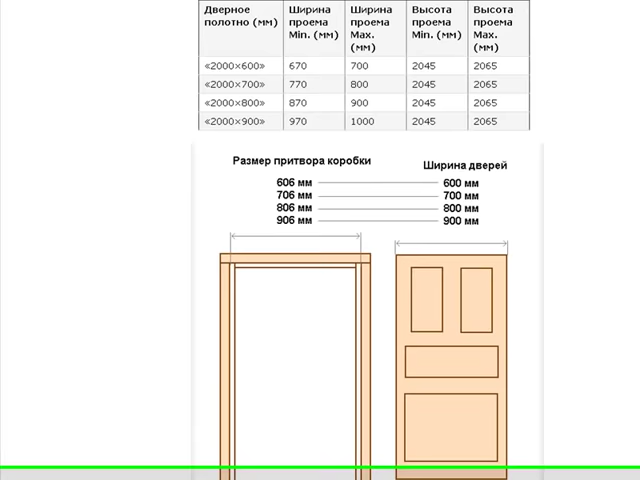 Дверное полотно (мм) Ширина проема Min. (мм) Ширина проема Max. (мм) Высота проема Min. (мм) Высота проема Max. (мм)
«2000×600» 670 700 2045 2065
«2000×700» 770 800 2045 2065
«2000×800» 870 900 2045 2065
«2000×900» 970 1000 2045 2065
Размер притвора коробки Ширина дверей
606 мм 600 мм
706 мм 700 мм
806 мм 800 мм
906 мм 900 мм